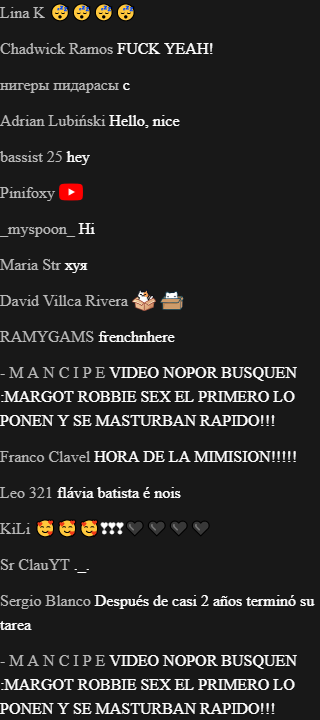 Lina K 😴 😴 😴 😴
Chadwick Ramos FUCK YEAH!
нигеры пидарасы с
Adrian Lubiński Hello, nice
bassist 25 hey
Pinifoxy
_myspoon_ Hi
Maria Str хуя
David Villca Rivera
RAMYGAMS frenchnhere
- M A N C I P E VIDEO NOPOR BUSQUEN
:MARGOT ROBBIE SEX EL PRIMERO LO
PONEN Y SE MASTURBAN RAPIDO!!!
Franco Clavel HORA DE LA MIMISION!!!!!
Leo 321 flávia batista é nois
KiLi 🥰 🥰 🥰 ❣❣❣ 🖤 🖤 🖤 🖤
Sr ClauYT ._.
Sergio Blanco Después de casi 2 años terminó su
tarea
- M A N C I P E VIDEO NOPOR BUSQUEN
:MARGOT ROBBIE SEX EL PRIMERO LO
PONEN Y SE MASTURBAN RAPIDO!!!